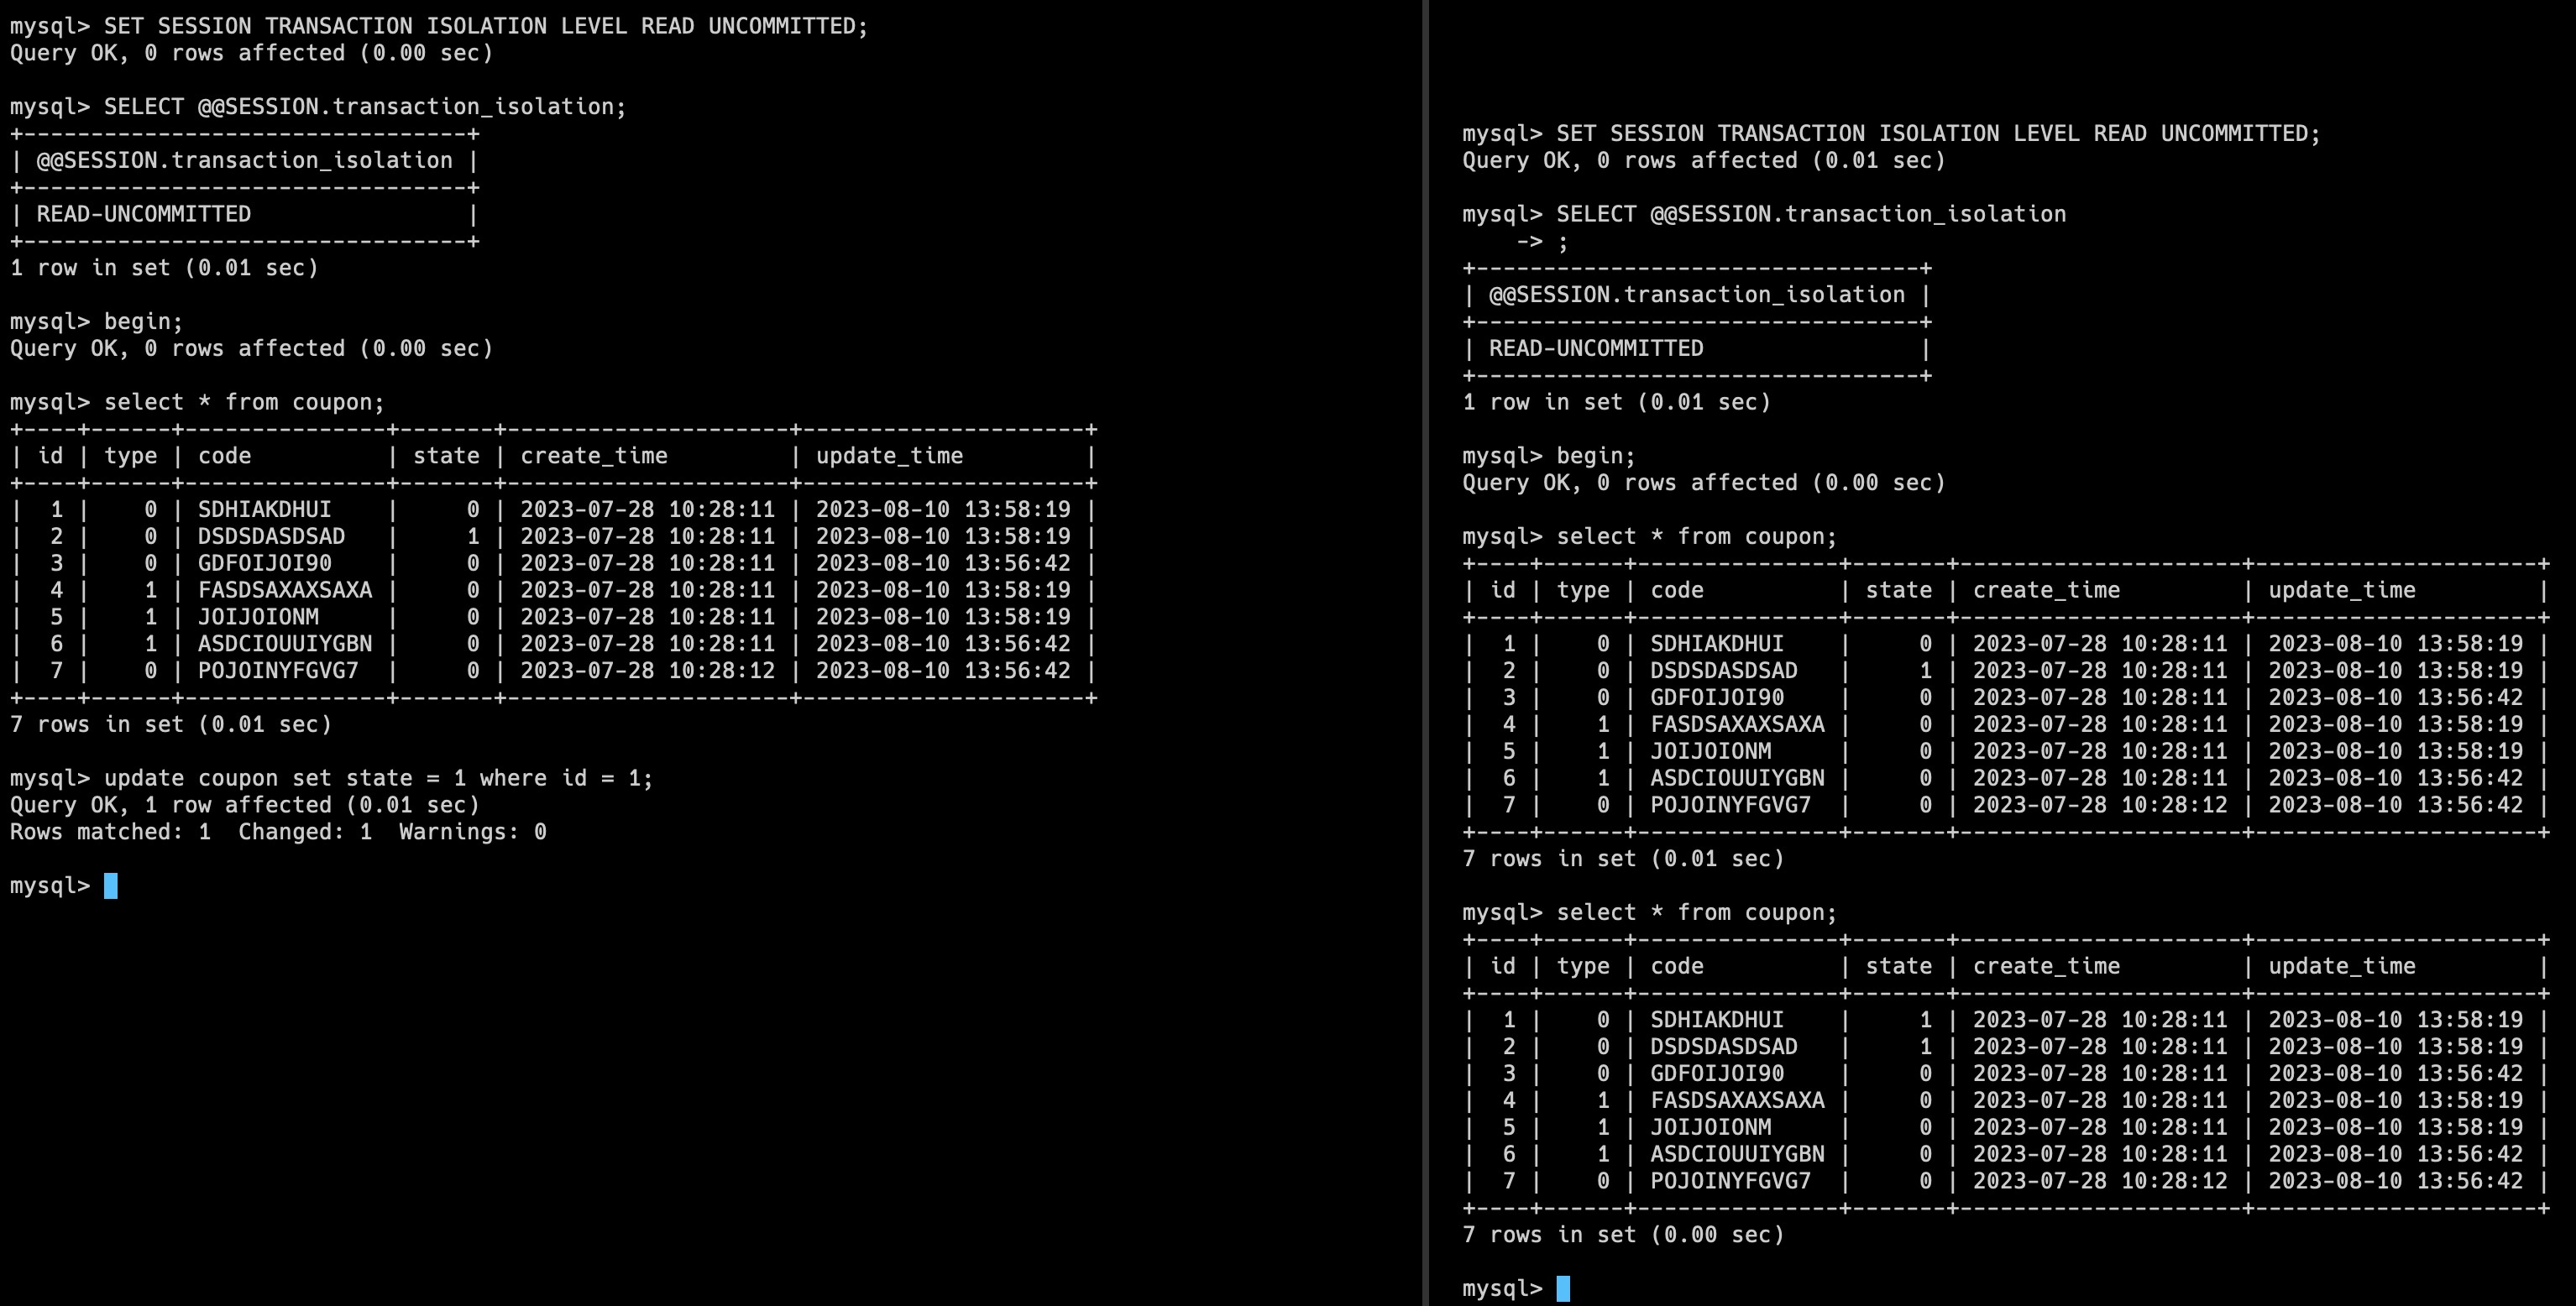 mysql> SET SESSION TRANSACTION ISOLATION LEVEL READ UNCOMMITTED;
Query OK, 0 rows affected (0.00 sec)
mysql> SELECT @@SESSION.transaction_isolation;
+---------------------------------+
| @@SESSION.transaction_isolation |
+---------------------------------+
| READ-UNCOMMITTED                |
+---------------------------------+
1 row in set (0.01 sec)
mysql> begin;
Query OK, 0 rows affected (0.00 sec)
mysql> select * from coupon;
+----+------+---------------+-------+---------------------+---------------------+
| id | type | code          | state | create_time         | update_time         |
+----+------+---------------+-------+---------------------+---------------------+
|  1 |    0 | SDHIAKDHUI    |     0 | 2023-07-28 10:28:11 | 2023-08-10 13:58:19 |
|  2 |    0 | DSDSDASDSAD   |     1 | 2023-07-28 10:28:11 | 2023-08-10 13:58:19 |
|  3 |    0 | GDFOIJOI90    |     0 | 2023-07-28 10:28:11 | 2023-08-10 13:56:42 |
|  4 |    1 | FASDSAXAXSAXA |     0 | 2023-07-28 10:28:11 | 2023-08-10 13:58:19 |
|  5 |    1 | JOIJOIONM     |     0 | 2023-07-28 10:28:11 | 2023-08-10 13:58:19 |
|  6 |    1 | ASDCIOUUIYGBN |     0 | 2023-07-28 10:28:11 | 2023-08-10 13:56:42 |
|  7 |    0 | POJOINYFGVG7  |     0 | 2023-07-28 10:28:12 | 2023-08-10 13:56:42 |
+----+------+---------------+-------+---------------------+---------------------+
7 rows in set (0.01 sec)
mysql> update coupon set state = 1 where id = 1;
Query OK, 1 row affected (0.01 sec)
Rows matched: 1  Changed: 1  Warnings: 0
mysql>
mysql> SET SESSION TRANSACTION ISOLATION LEVEL READ UNCOMMITTED;
Query OK, 0 rows affected (0.01 sec)
mysql> SELECT @@SESSION.transaction_isolation
    -> ;
+---------------------------------+
| @@SESSION.transaction_isolation |
+---------------------------------+
| READ-UNCOMMITTED                |
+---------------------------------+
1 row in set (0.01 sec)
mysql> begin;
Query OK, 0 rows affected (0.00 sec)
mysql> select * from coupon;
+----+------+---------------+-------+---------------------+---------------------+
| id | type | code          | state | create_time         | update_time         |
+----+------+---------------+-------+---------------------+---------------------+
|  1 |    0 | SDHIAKDHUI    |     0 | 2023-07-28 10:28:11 | 2023-08-10 13:58:19 |
|  2 |    0 | DSDSDASDSAD   |     1 | 2023-07-28 10:28:11 | 2023-08-10 13:58:19 |
|  3 |    0 | GDFOIJOI90    |     0 | 2023-07-28 10:28:11 | 2023-08-10 13:56:42 |
|  4 |    1 | FASDSAXAXSAXA |     0 | 2023-07-28 10:28:11 | 2023-08-10 13:58:19 |
|  5 |    1 | JOIJOIONM     |     0 | 2023-07-28 10:28:11 | 2023-08-10 13:58:19 |
|  6 |    1 | ASDCIOUUIYGBN |     0 | 2023-07-28 10:28:11 | 2023-08-10 13:56:42 |
|  7 |    0 | POJOINYFGVG7  |     0 | 2023-07-28 10:28:12 | 2023-08-10 13:56:42 |
+----+------+---------------+-------+---------------------+---------------------+
7 rows in set (0.01 sec)
mysql> select * from coupon;
+----+------+---------------+-------+---------------------+---------------------+
| id | type | code          | state | create_time         | update_time         |
+----+------+---------------+-------+---------------------+---------------------+
|  1 |    0 | SDHIAKDHUI    |     1 | 2023-07-28 10:28:11 | 2023-08-10 13:58:19 |
|  2 |    0 | DSDSDASDSAD   |     1 | 2023-07-28 10:28:11 | 2023-08-10 13:58:19 |
|  3 |    0 | GDFOIJOI90    |     0 | 2023-07-28 10:28:11 | 2023-08-10 13:56:42 |
|  4 |    1 | FASDSAXAXSAXA |     0 | 2023-07-28 10:28:11 | 2023-08-10 13:58:19 |
|  5 |    1 | JOIJOIONM     |     0 | 2023-07-28 10:28:11 | 2023-08-10 13:58:19 |
|  6 |    1 | ASDCIOUUIYGBN |     0 | 2023-07-28 10:28:11 | 2023-08-10 13:56:42 |
|  7 |    0 | POJOINYFGVG7  |     0 | 2023-07-28 10:28:12 | 2023-08-10 13:56:42 |
+----+------+---------------+-------+---------------------+---------------------+
7 rows in set (0.00 sec)
mysql>